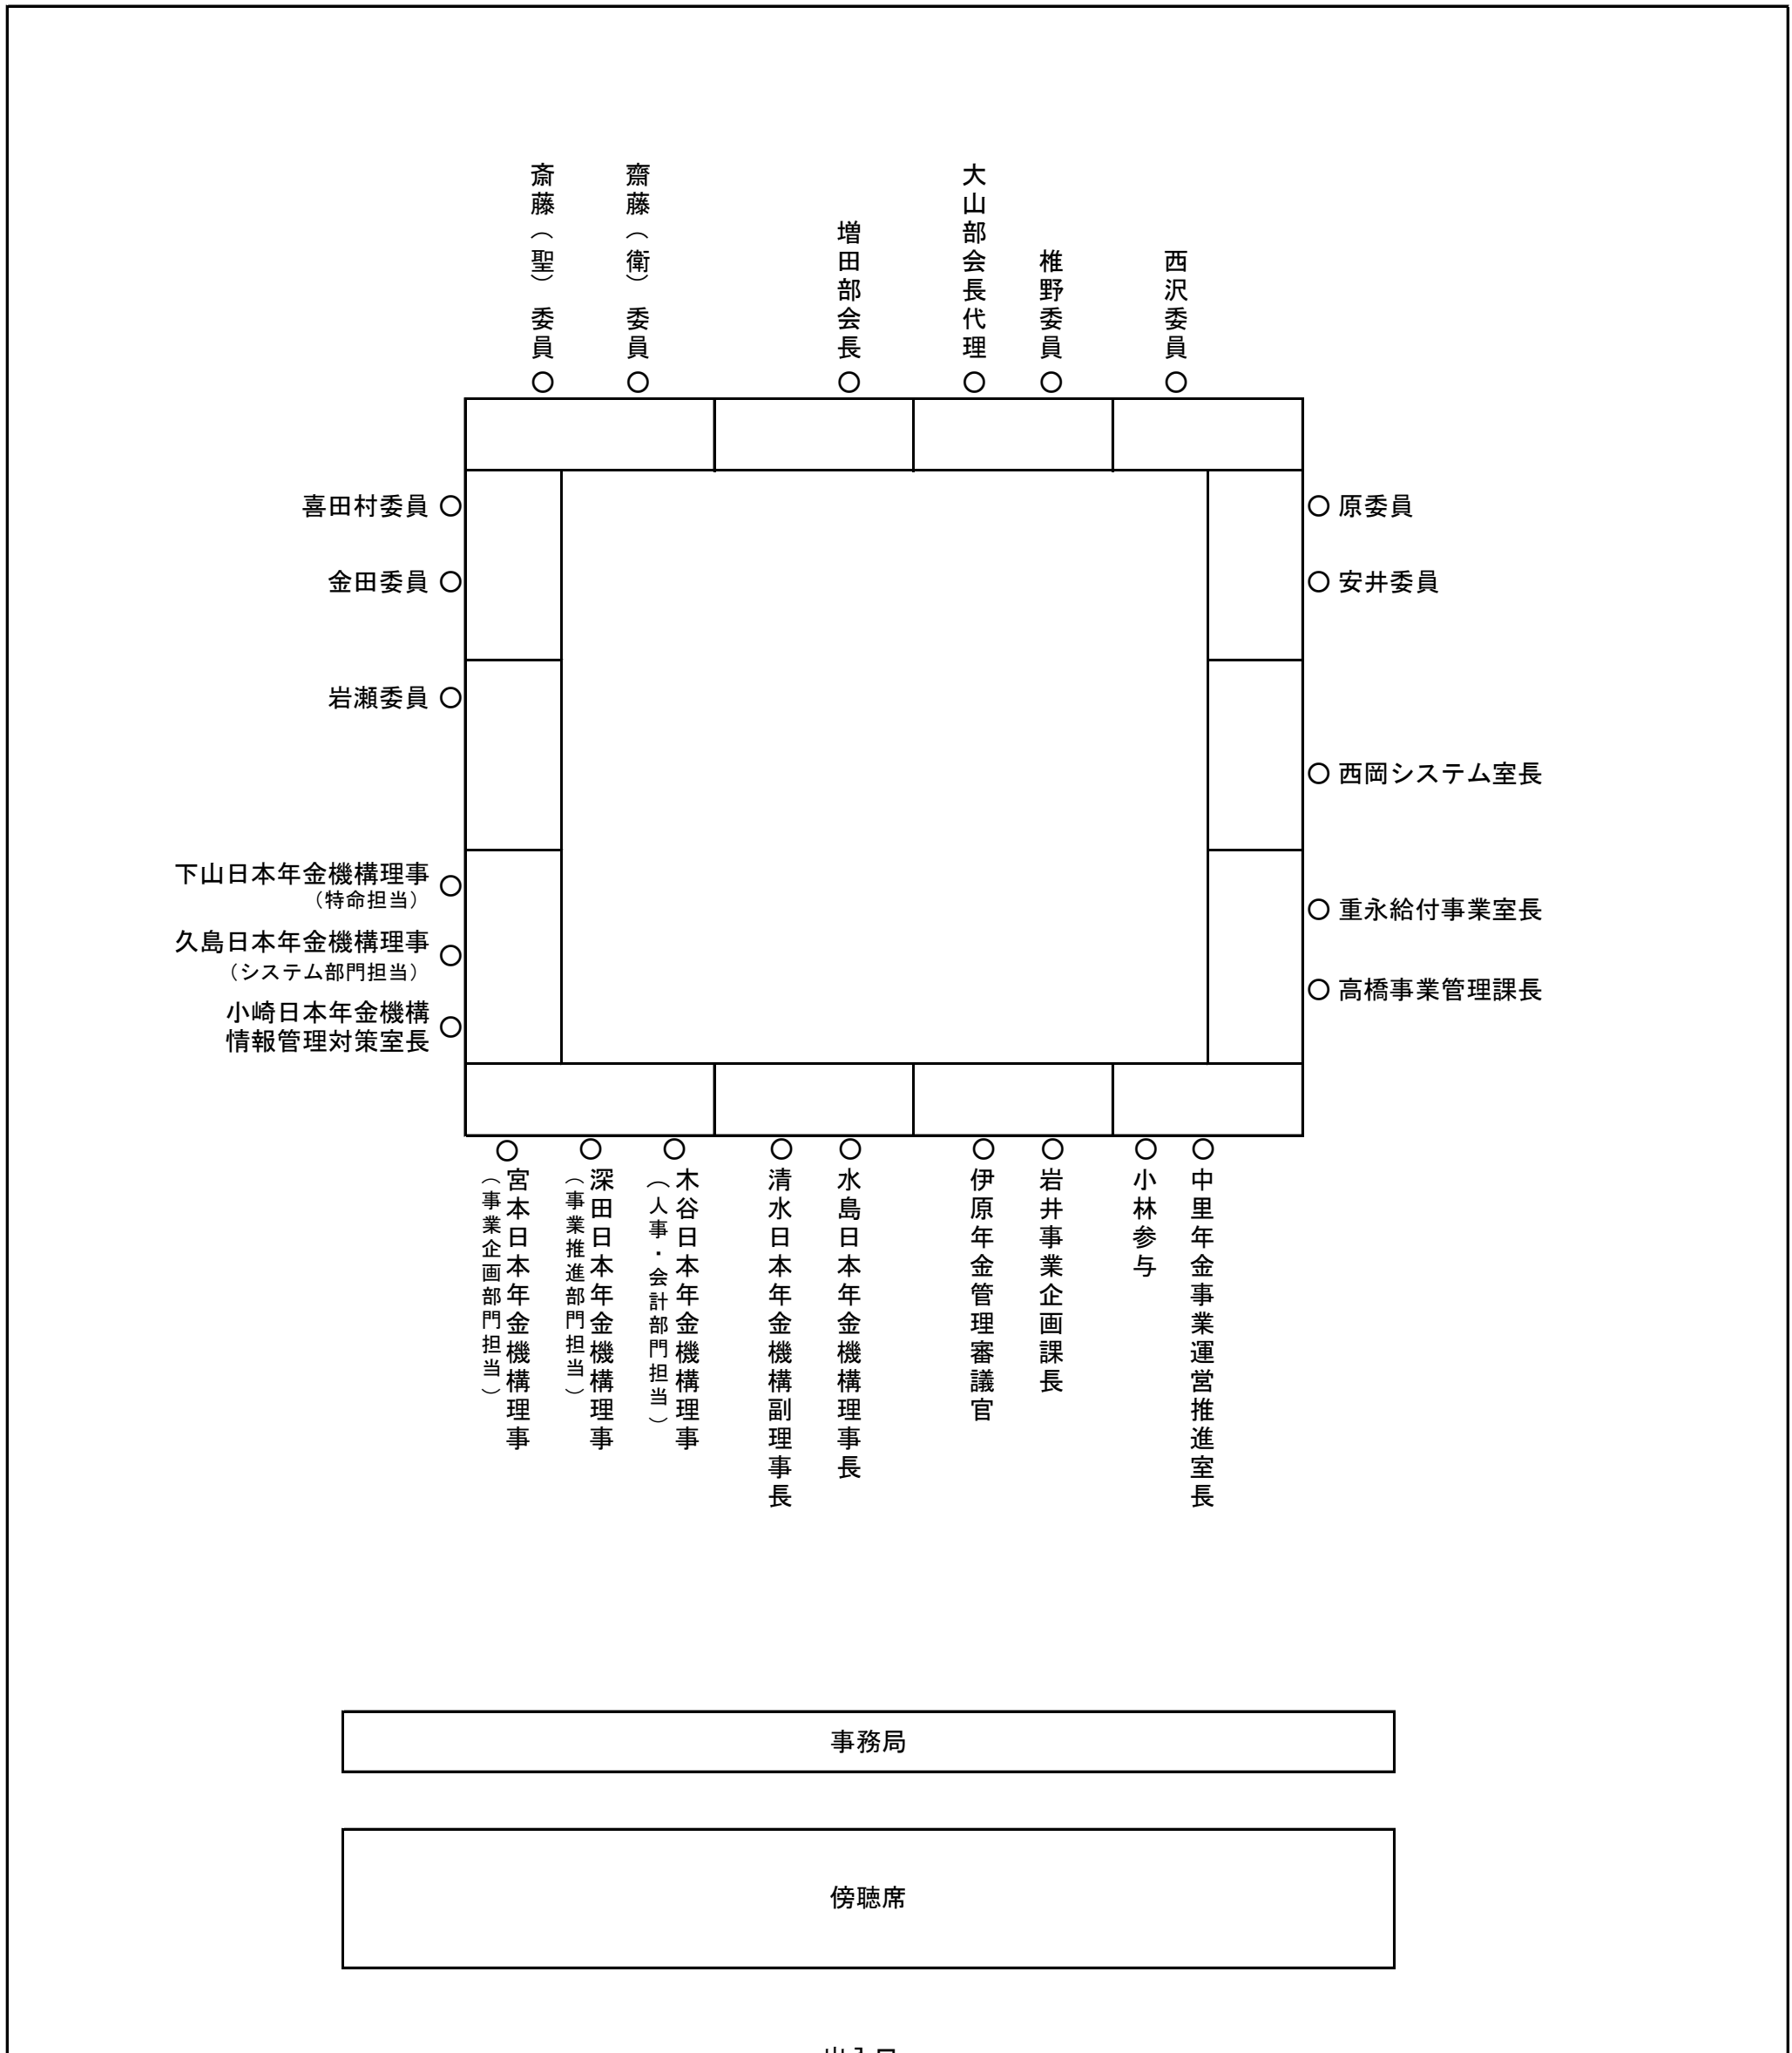 斎藤（聖）委員
齋藤（衛）委員
増田部会長
大山部会長代理
椎野委員
西沢委員
喜田村委員
金田委員
岩瀬委員
下山日本年金機構理事
（特命担当）
久島日本年金機構理事
（システム部門担当）
小崎日本年金機構
情報管理対策室長
原委員
安井委員
西岡システム室長
重永給付事業室長
高橋事業管理課長
宮本日本年金機構理事
（事業企画部門担当）
深田日本年金機構理事
（事業推進部門担当）
木谷日本年金機構理事
（人事・会計部門担当）
清水日本年金機構副理事長
水島日本年金機構理事長
伊原年金管理審議官
岩井事業企画課長
小林参与
中里年金事業運営推進室長
事務局
傍聴席
出入口